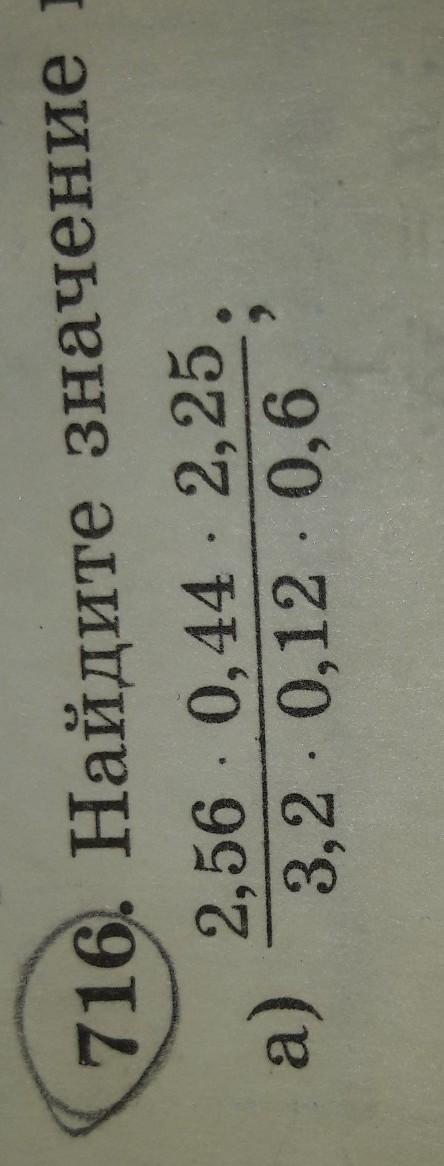 716. Найдите значение
2,56 · 0,44 · 2,25
а) ;
3,2 · 0,12 · 0,6